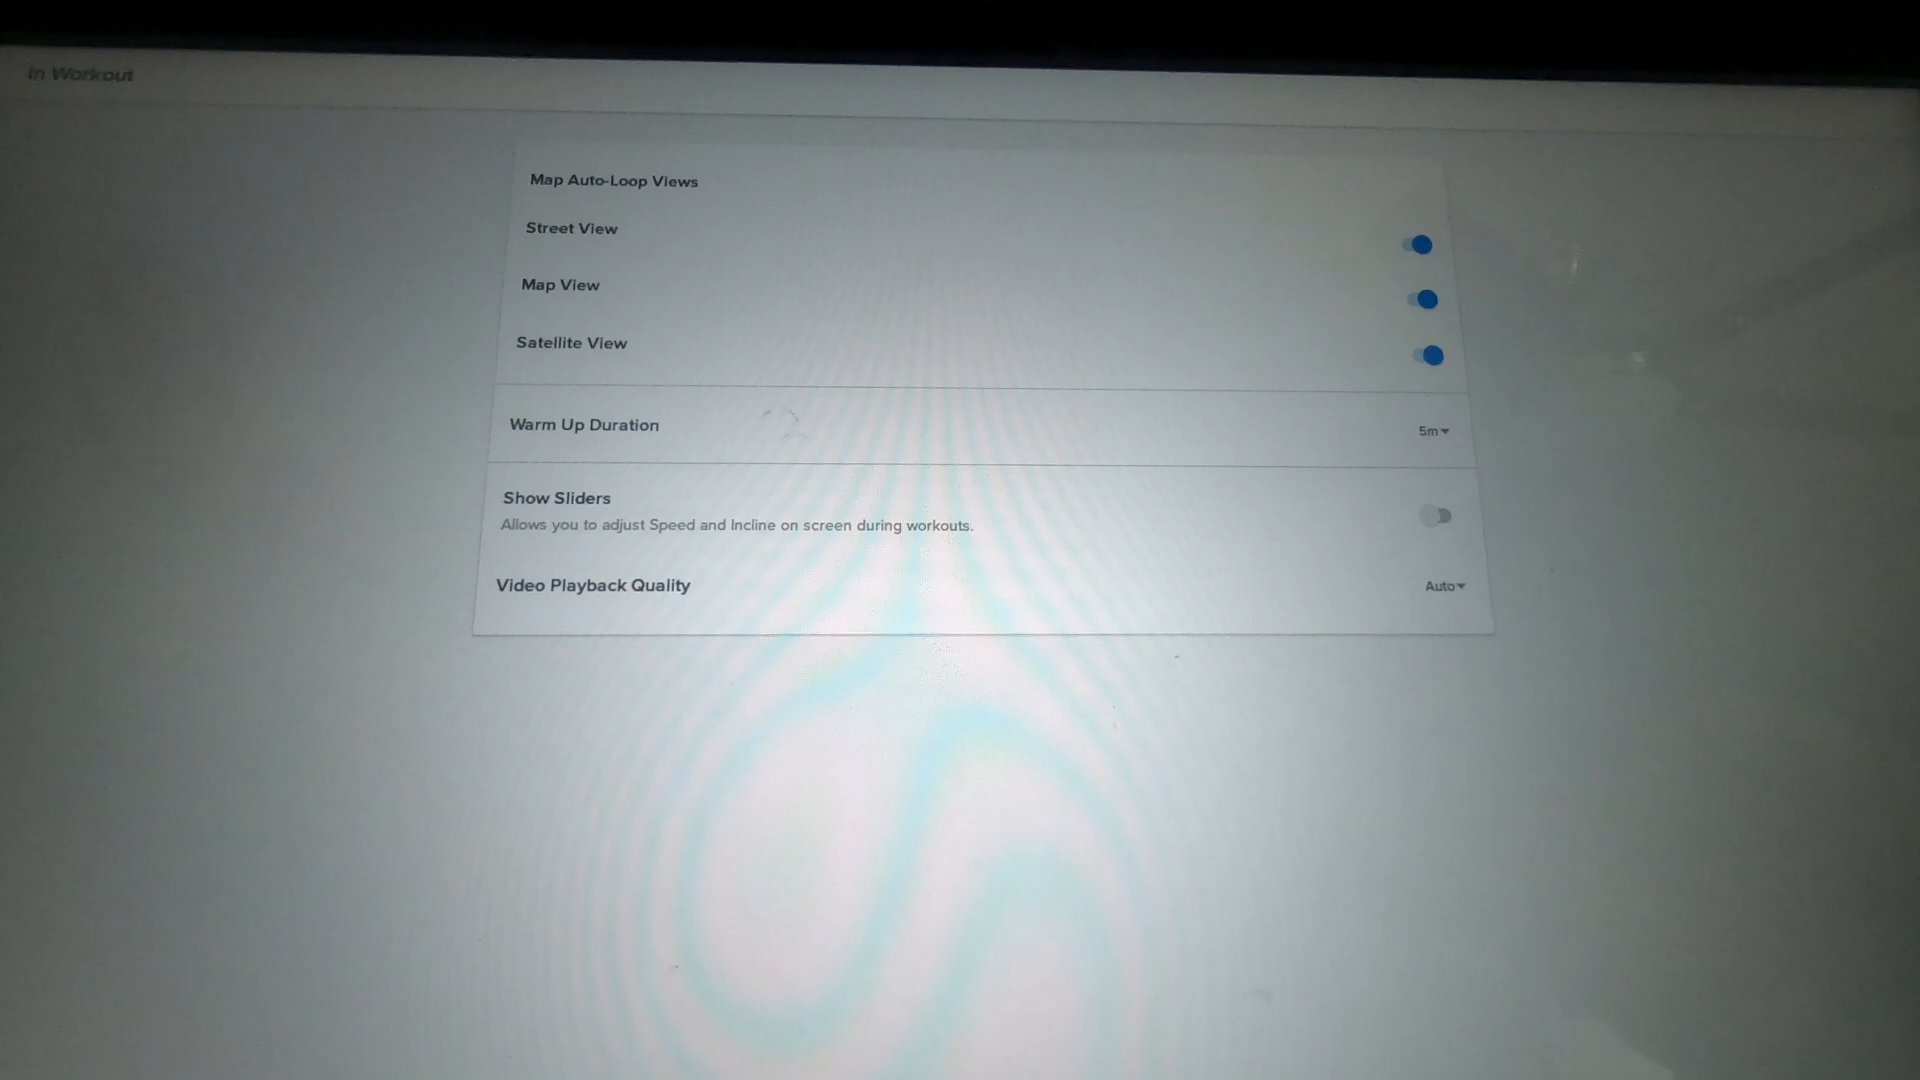 In Workout
Map Auto-Loop Views
Street View
Map View
Satellite View
Warm Up Duration
5m
Show Sliders
Allows you to adjust Speed and Incline on screen during workouts.
Video Playback Quality
Auto